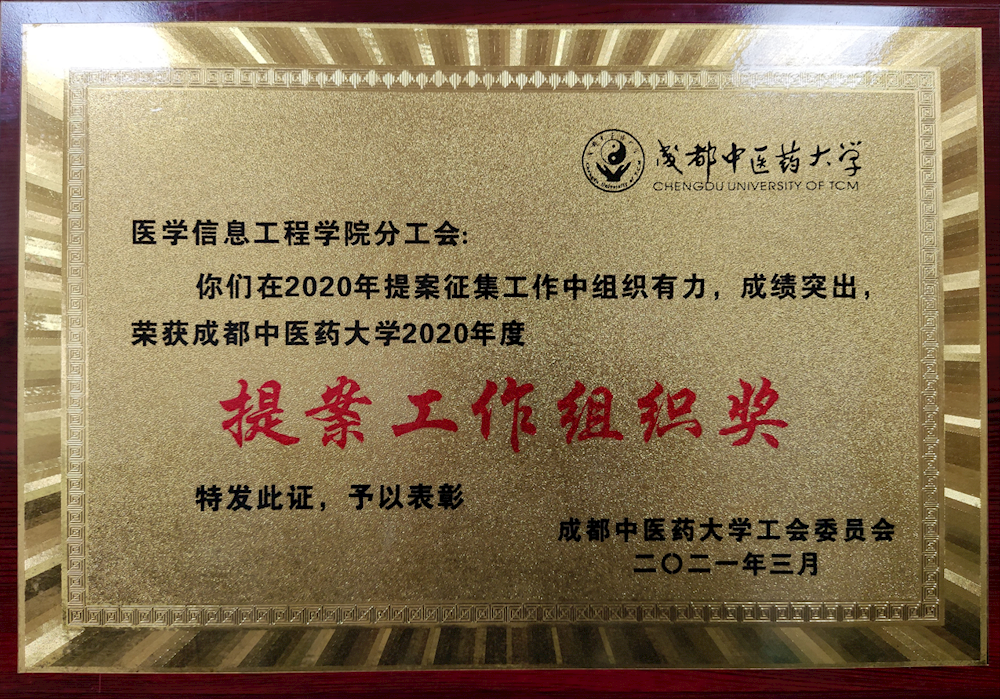 成都中医药大学
CHENGDU UNIVERSITY OF TCM
医学信息工程学院分工会:
你们在2020年提案征集工作中组织有力，成绩突出，
荣获成都中医药大学2020年度
提案工作组织奖
特发此证，予以表彰
成都中医药大学工会委员会
二〇二一年三月